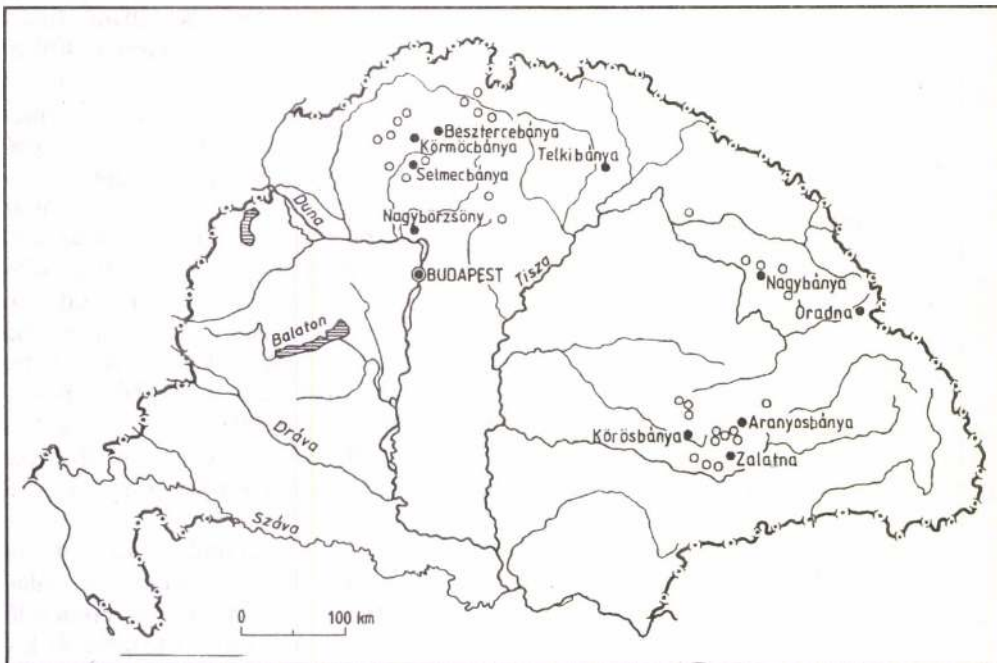 Besztercebánya
Körmöcbánya
Telkibánya
Selmecbánya
Duna
Nagybörzsöny
Tisza
BUDAPEST
Nagybánya
Óradna
Balaton
Aranyosbánya
Dráva
Körösbánya
Zalatna
Száva
0
100 km